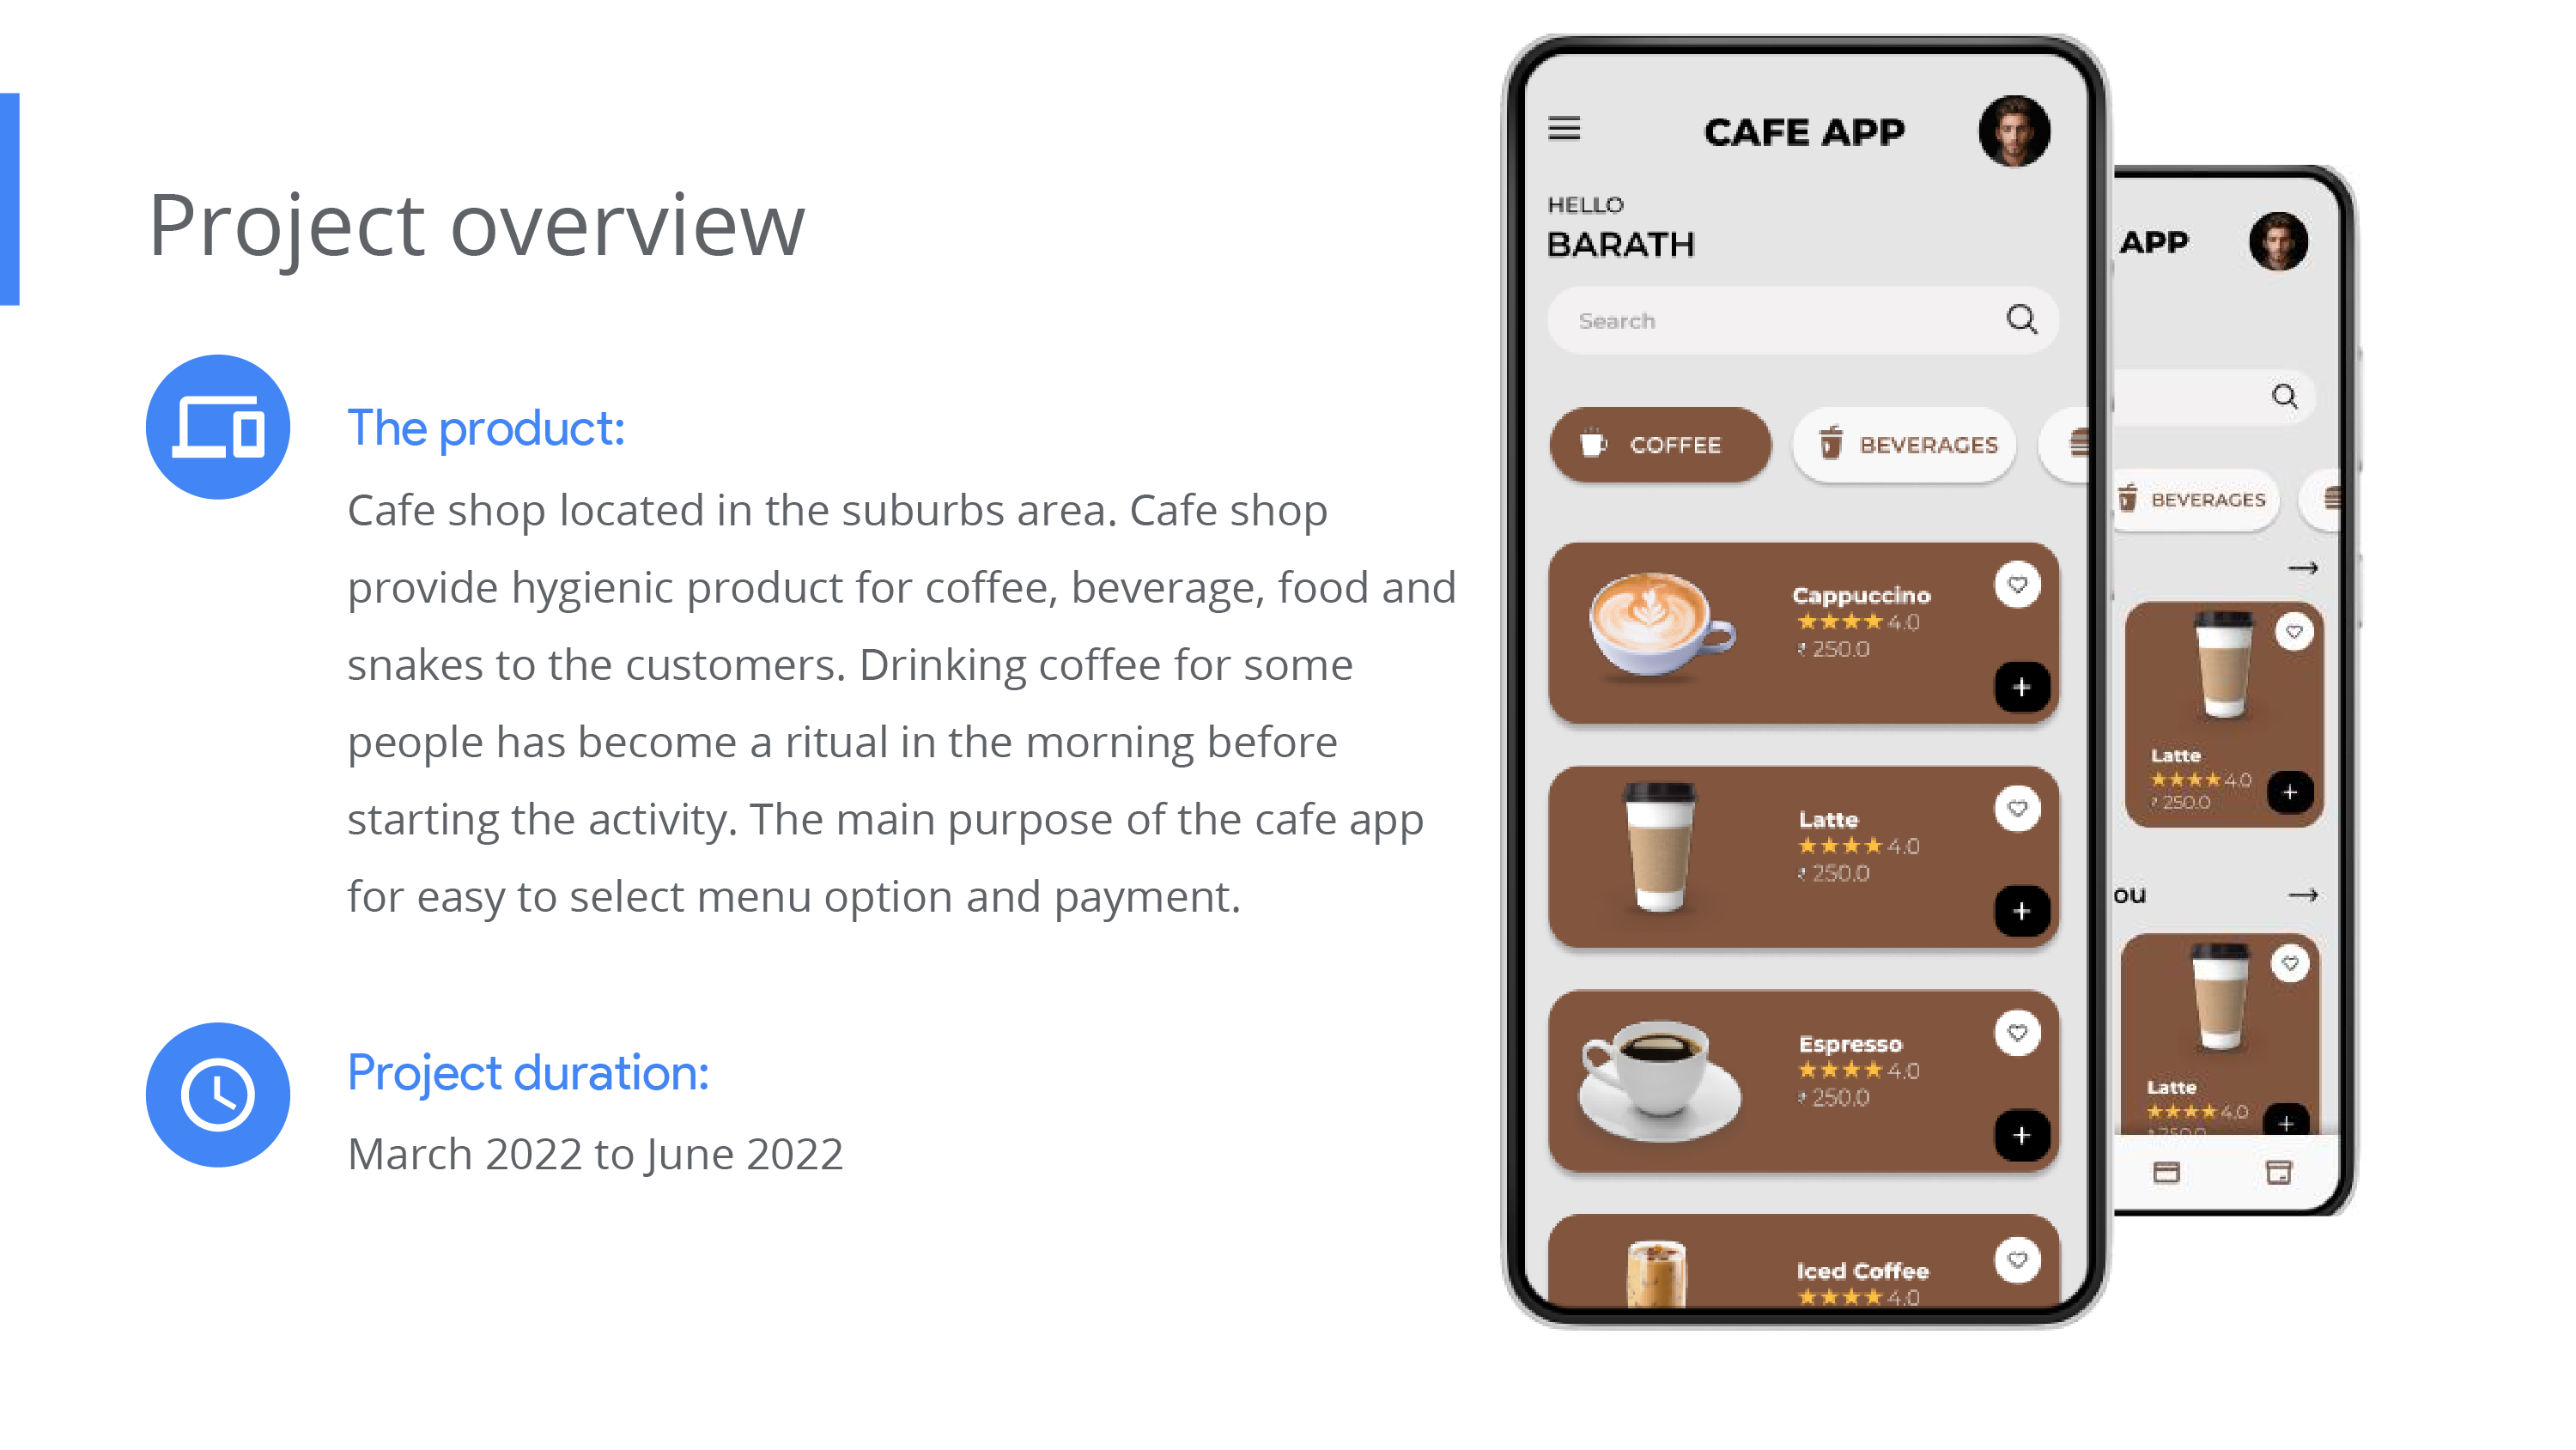 Project overview
The product:
Cafe shop located in the suburbs area. Cafe shop
provide hygienic product for coffee, beverage, food and
snakes to the customers. Drinking coffee for some
people has become a ritual in the morning before
starting the activity. The main purpose of the cafe app
for easy to select menu option and payment.
Project duration:
March 2022 to June 2022
CAFE APP
HELLO
BARATH
Search
COFFEE
BEVERAGES
Cappuccino
4.0
₹ 250.0
Latte
4.0
₹ 250.0
Espresso
4.0
₹ 250.0
Iced Coffee
4.0
APP
BEVERAGES
Latte
4.0
₹ 250.0
ou
Latte
4.0